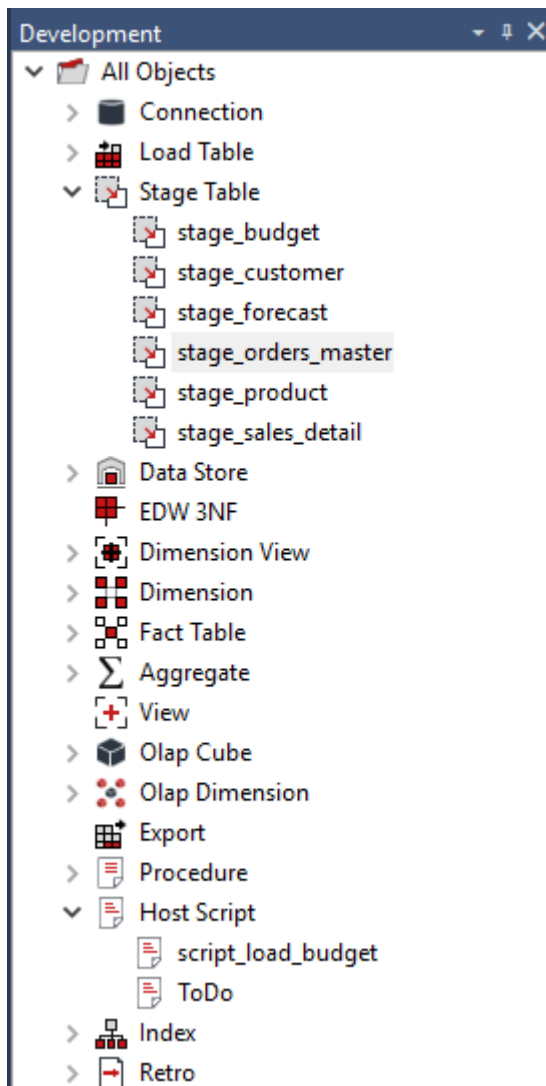 Development
All Objects
Connection
Load Table
Stage Table
stage_budget
stage_customer
stage_forecast
stage_orders_master
stage_product
stage_sales_detail
Data Store
EDW 3NF
Dimension View
Dimension
Fact Table
Aggregate
View
Olap Cube
Olap Dimension
Export
Procedure
Host Script
script_load_budget
ToDo
Index
Retro